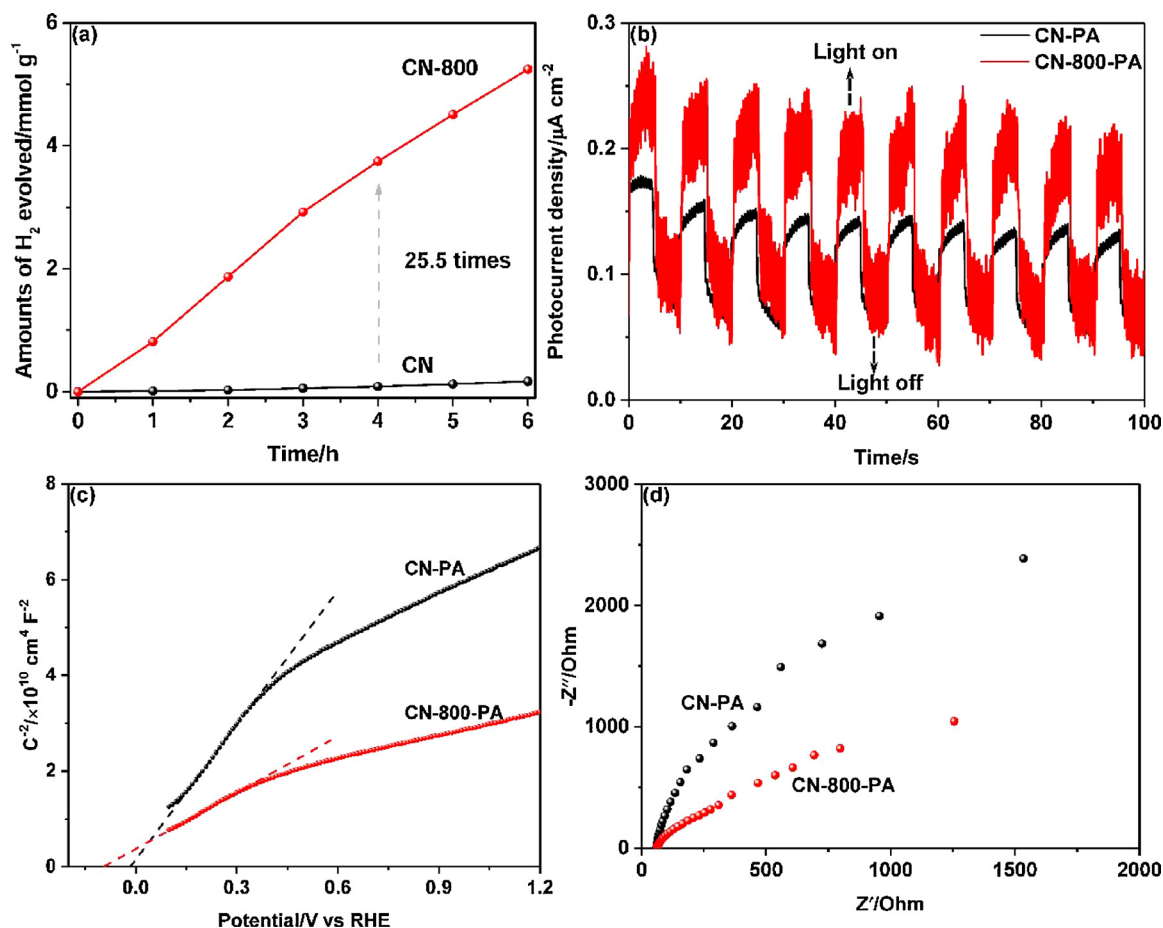 (a)
Amounts of H2 evolved/mmol g-1
6
4
2
0
CN-800
25.5 times
CN
0 1 2 3 4 5 6
Time/h
(b)
Photocurrent density/μA cm-2
0.3
0.2
0.1
0.0
CN-PA
CN-800-PA
Light on
Light off
0 20 40 60 80 100
Time/s
(c)
C-2/×1010 cm4 F-2
8
6
4
2
0
CN-PA
CN-800-PA
0.0 0.3 0.6 0.9 1.2
Potential/V vs RHE
(d)
-Z″/Ohm
3000
2000
1000
0
CN-PA
CN-800-PA
0 500 1000 1500 2000
Z′/Ohm